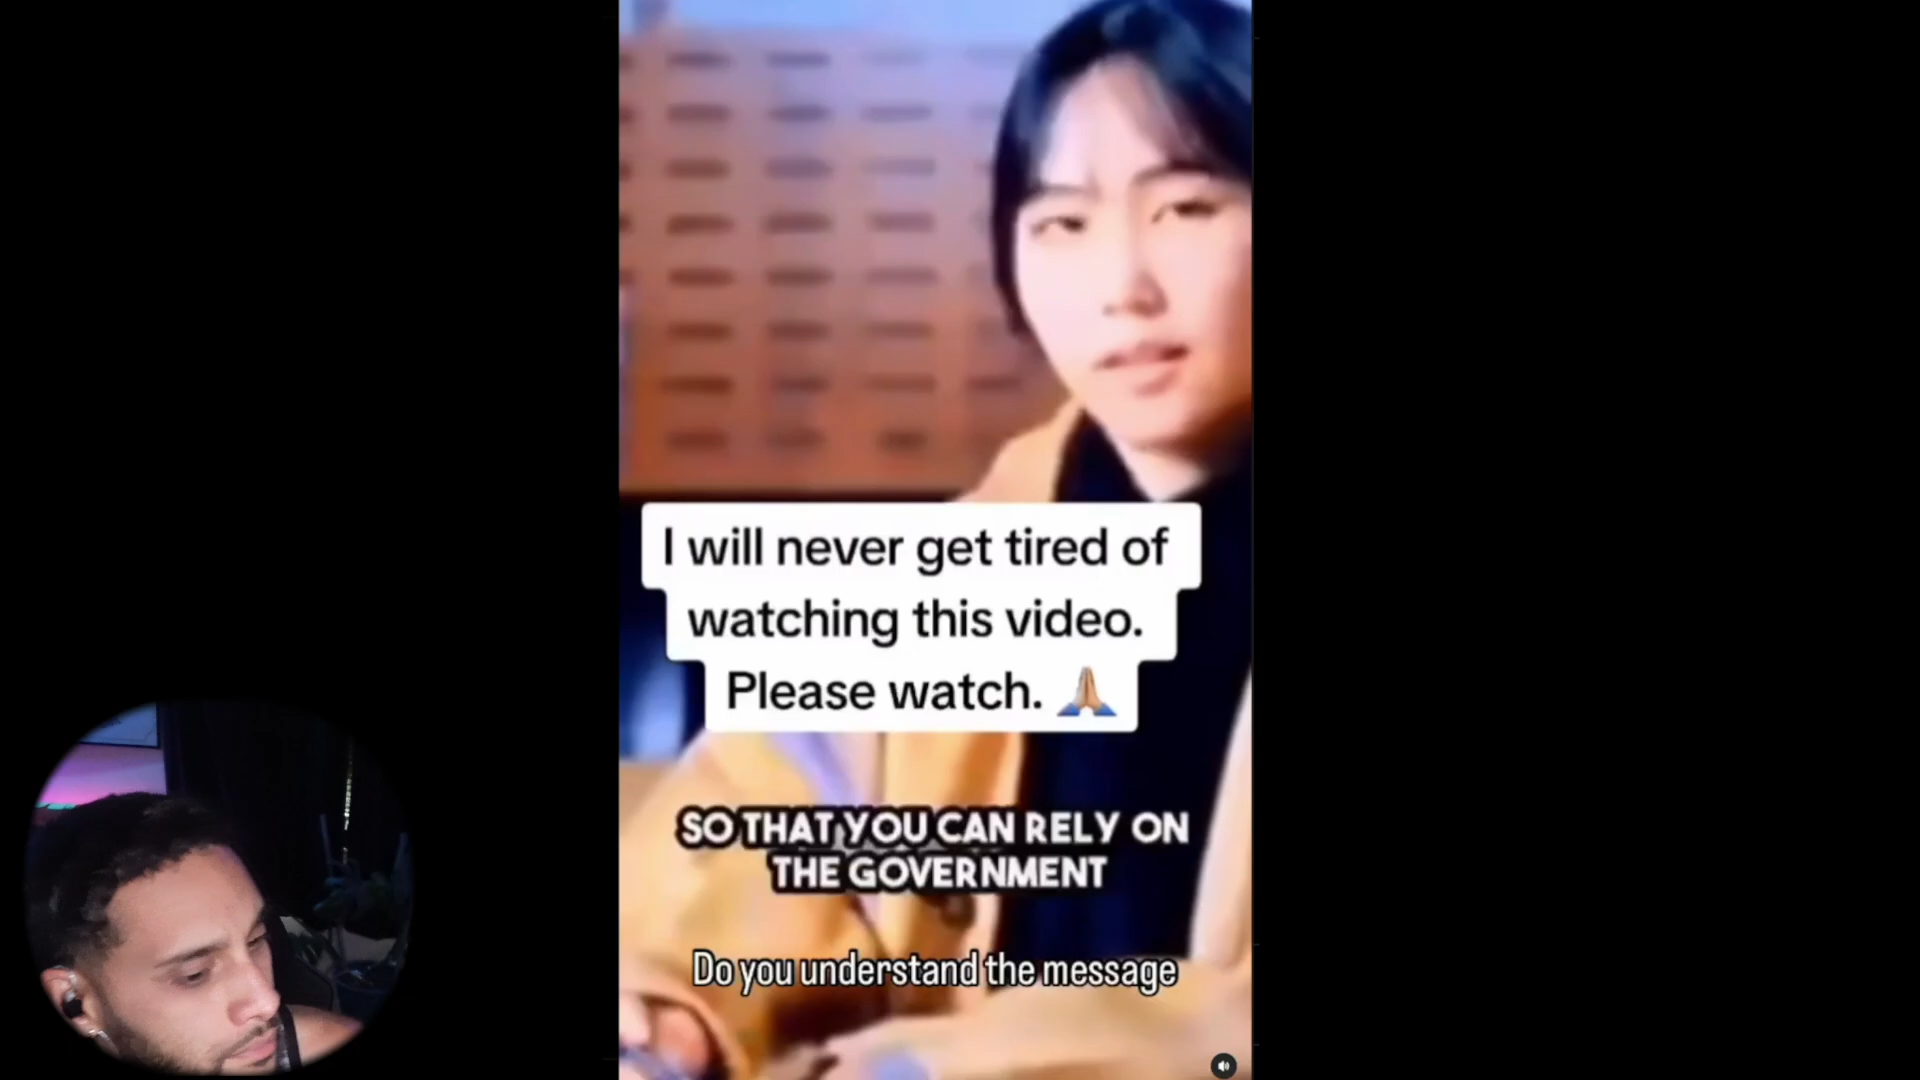 I will never get tired of
watching this video.
Please watch. 🙏🏽
SO THAT YOU CAN RELY ON
THE GOVERNMENT
Do you understand the message